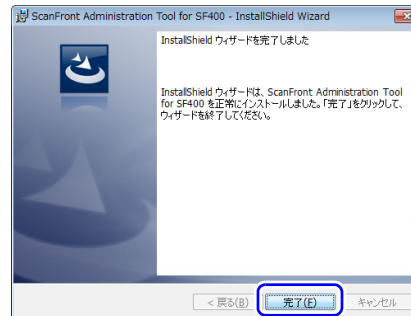 ScanFront Administration Tool for SF400 - InstallShield Wizard
InstallShield ウィザードを完了しました
InstallShield ウィザードは、ScanFront Administration Tool
for SF400 を正常にインストールしました。「完了」をクリックして、
ウィザードを終了してください。
< 戻る(B)
完了(F)
キャンセル